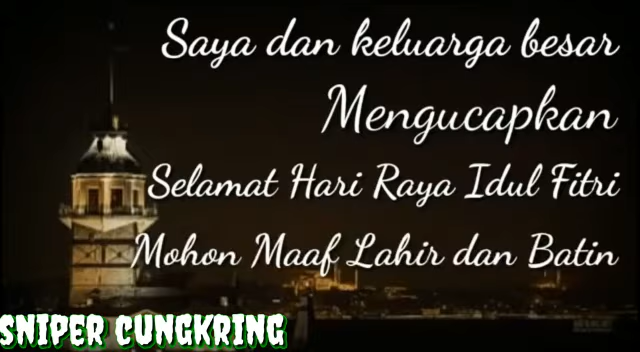 Saya dan keluarga besar
Mengucapkan
Selamat Hari Raya Idul Fitri
Mohon Maaf Lahir dan Batin
SNIPER CUNGKRING